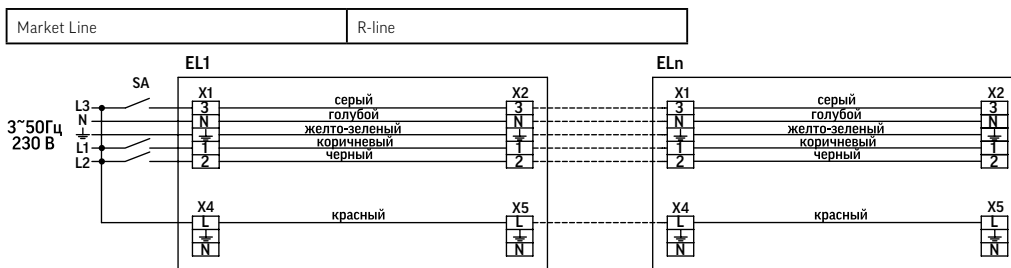 Market Line R-line
EL1 ELn
SA
X1 X2 X1 X2
L3 3 серый 3 3 серый 3
N N голубой N N голубой N
3~50Гц желто-зеленый желто-зеленый
230 В L1 1 коричневый 1 1 коричневый 1
L2 2 черный 2 2 черный 2
X4 X5 X4 X5
L красный L L красный L
N N N N